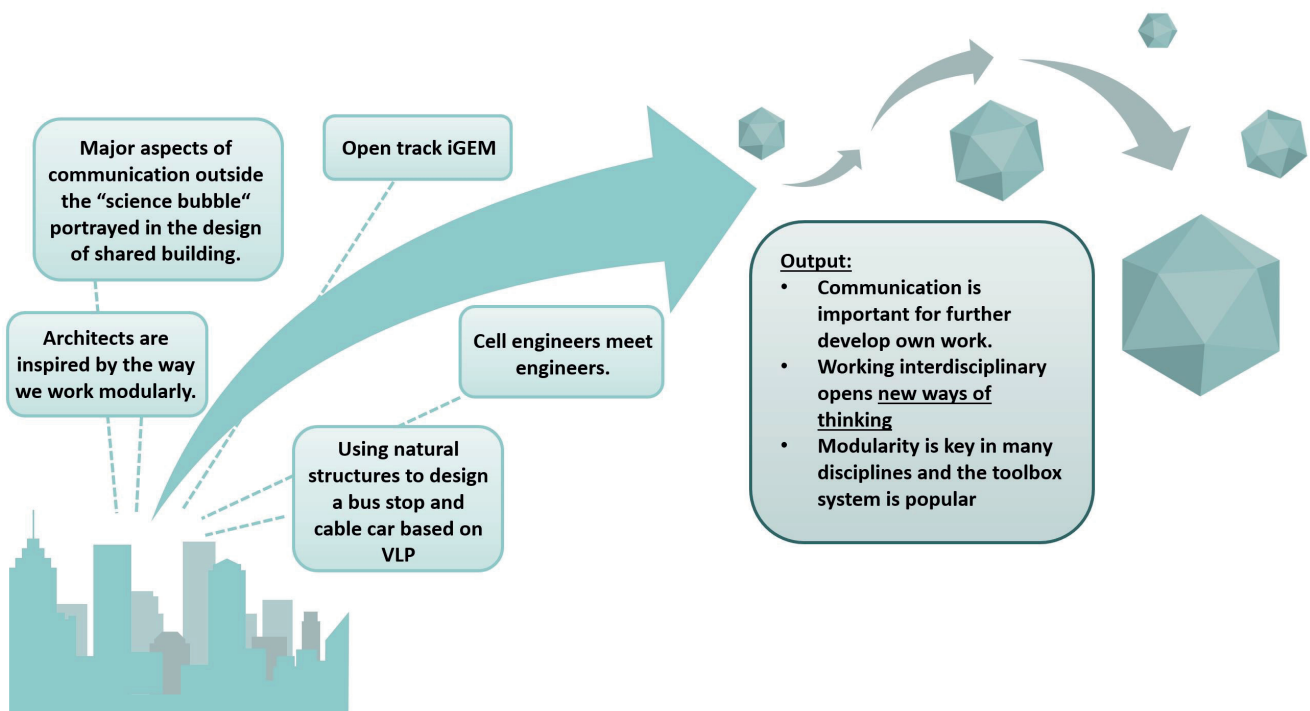 Major aspects of
communication outside
the “science bubble“
portrayed in the design
of shared building.
Open track iGEM
Architects are
inspired by the way
we work modularly.
Cell engineers meet
engineers.
Using natural
structures to design
a bus stop and
cable car based on
VLP
Output:
• Communication is
important for further
develop own work.
• Working interdisciplinary
opens new ways of
thinking
• Modularity is key in many
disciplines and the toolbox
system is popular